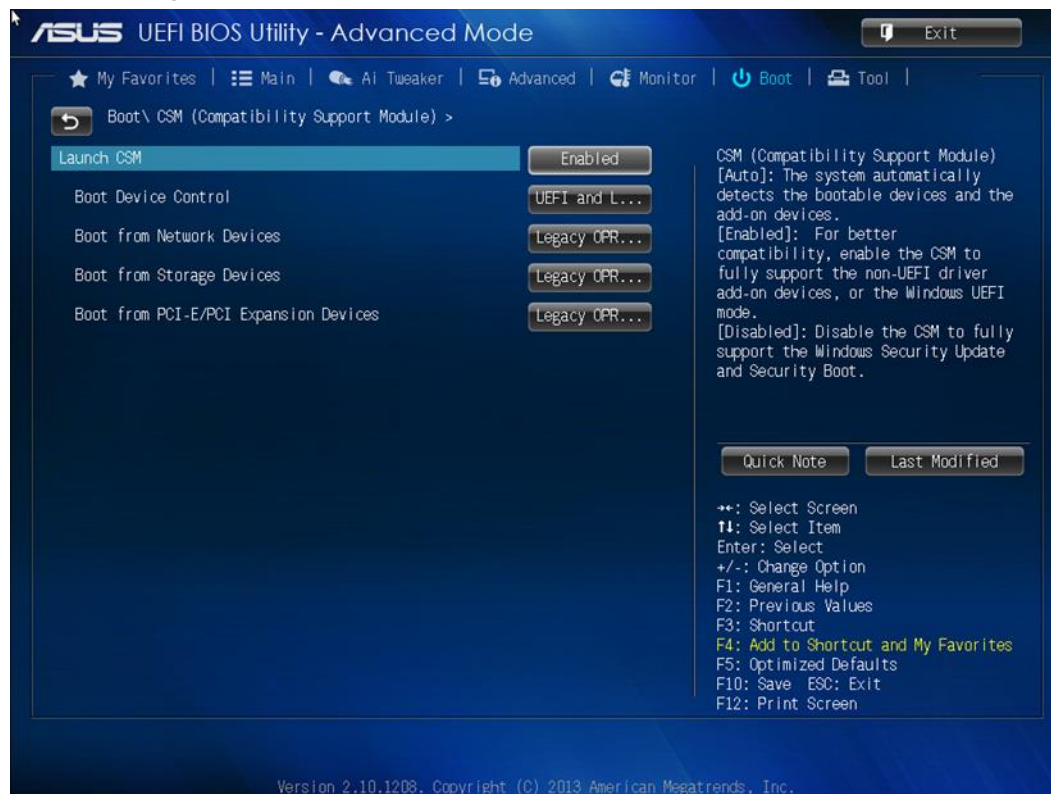 ASUS UEFI BIOS Utility - Advanced Mode
Exit
My Favorites | Main | Ai Tweaker | Advanced | Monitor | Boot | Tool |
Boot\ CSM (Compatibility Support Module) >
Launch CSM Enabled
Boot Device Control UEFI and L...
Boot from Network Devices Legacy OPR...
Boot from Storage Devices Legacy OPR...
Boot from PCI-E/PCI Expansion Devices Legacy OPR...
CSM (Compatibility Support Module)
[Auto]: The system automatically
detects the bootable devices and the
add-on devices.
[Enabled]: For better
compatibility, enable the CSM to
fully support the non-UEFI driver
add-on devices, or the Windows UEFI
mode.
[Disabled]: Disable the CSM to fully
support the Windows Security Update
and Security Boot.
Quick Note Last Modified
→←: Select Screen
↑↓: Select Item
Enter: Select
+/-: Change Option
F1: General Help
F2: Previous Values
F3: Shortcut
F4: Add to Shortcut and My Favorites
F5: Optimized Defaults
F10: Save ESC: Exit
F12: Print Screen
Version 2.10.1208. Copyright (C) 2013 American Megatrends, Inc.